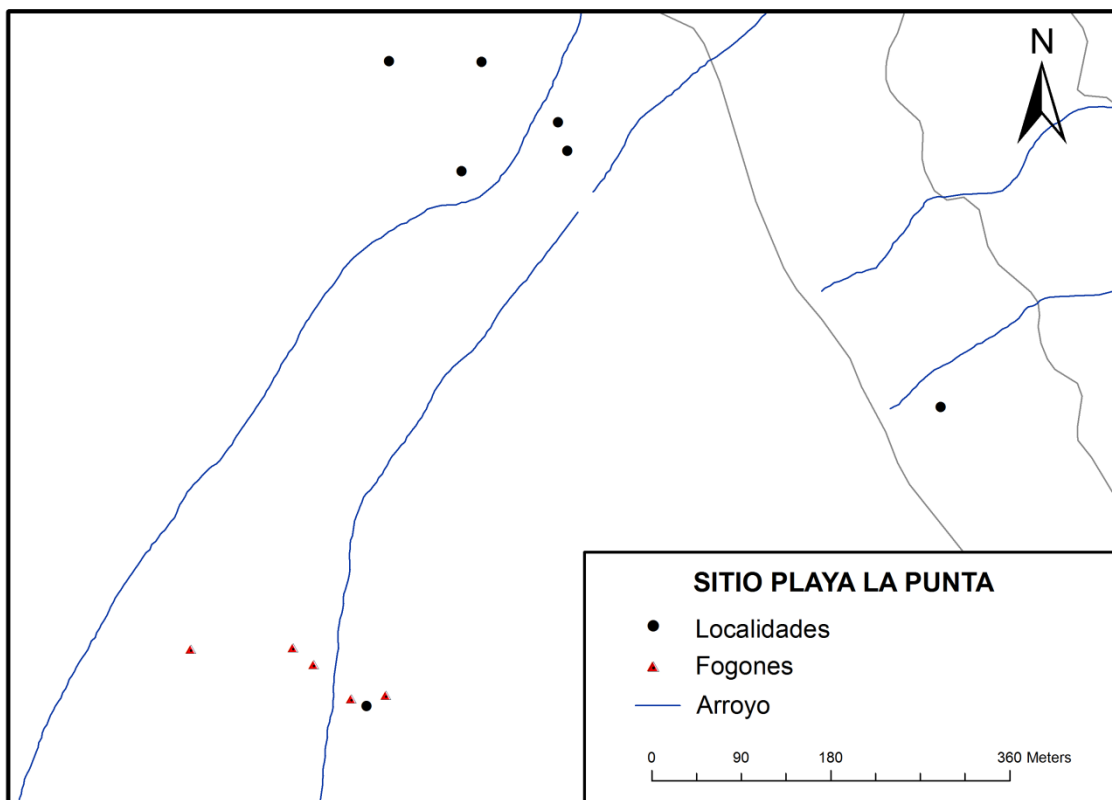 N
SITIO PLAYA LA PUNTA
Localidades
Fogones
Arroyo
0 90 180 360 Meters